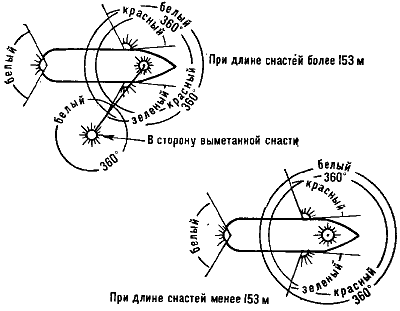 белый
360°
красный
белый
При длине снастей более 153 м
зеленый
красный
360°
белый
360°
В сторону выметанной снасти
белый
360°
красный
белый
зеленый
красный
360°
При длине снастей менее 153 м